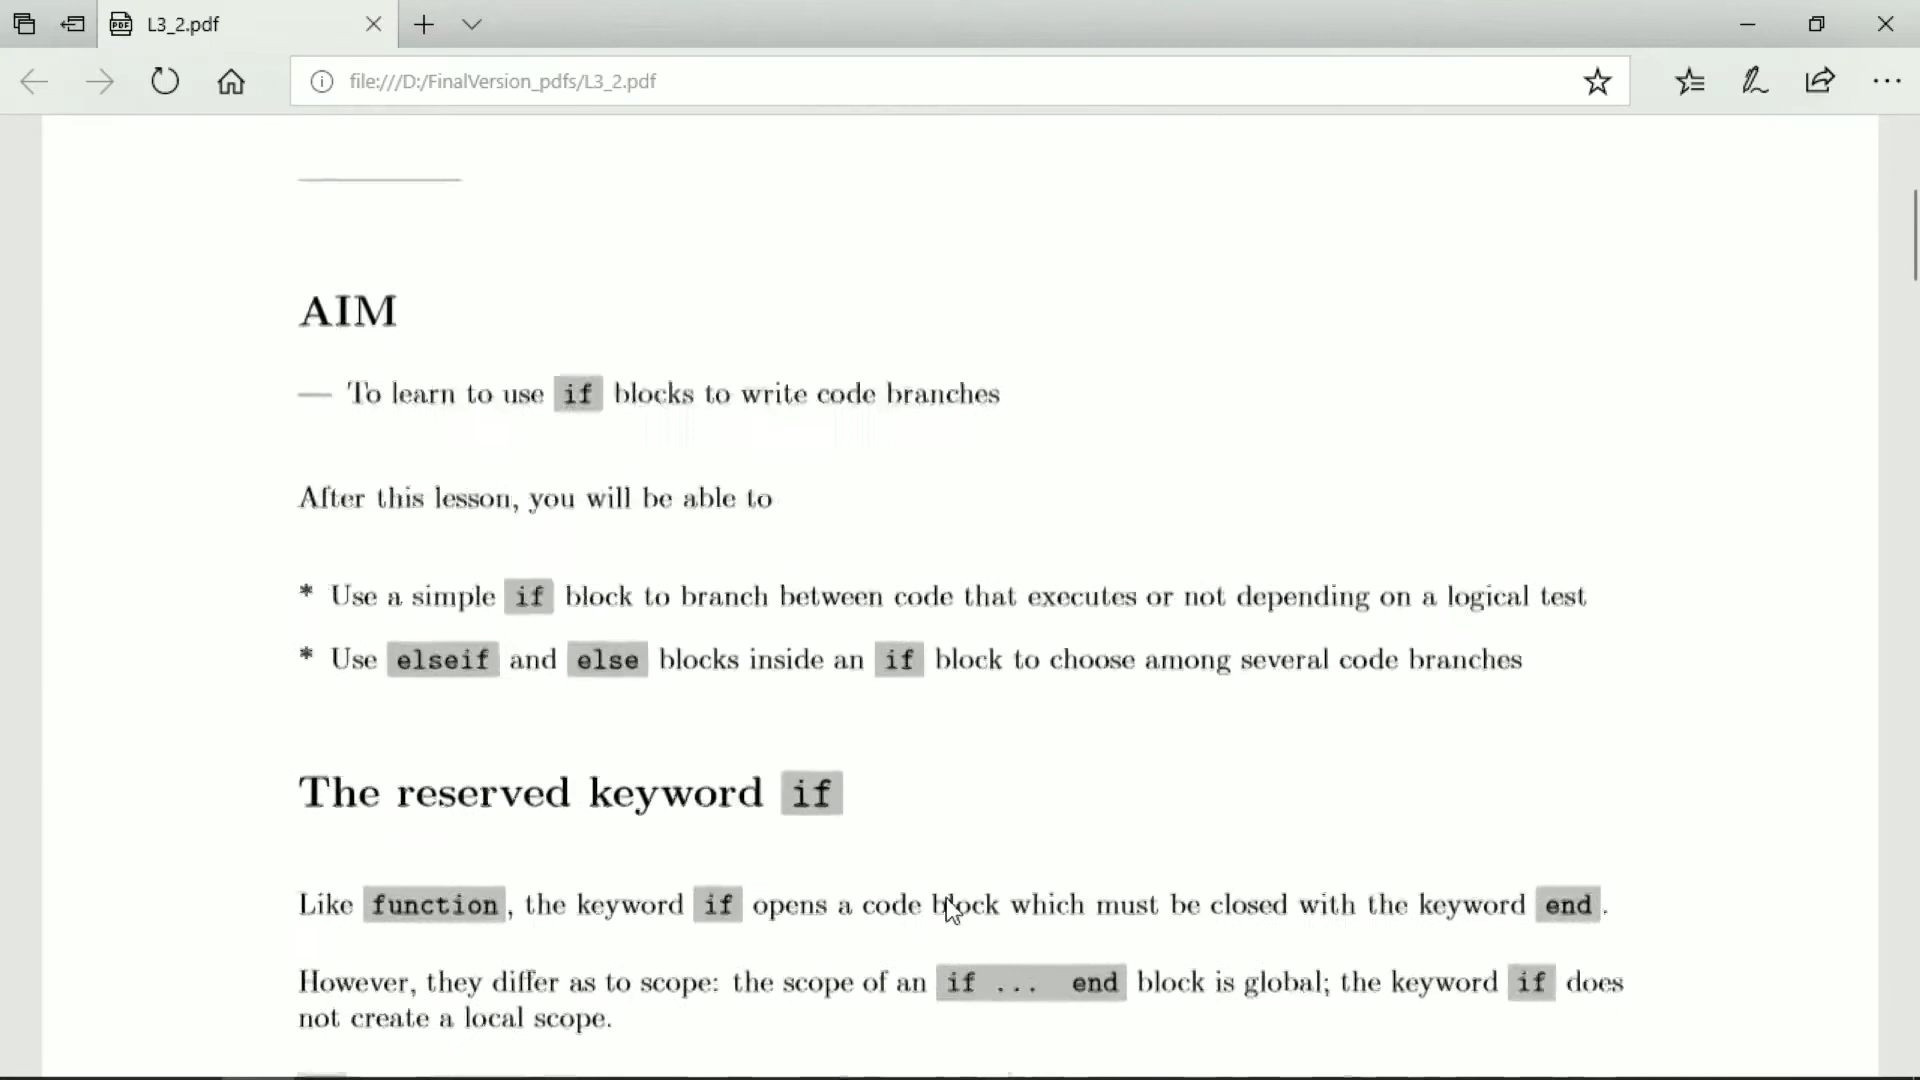 L3_2.pdf
file:///D:/FinalVersion_pdfs/L3_2.pdf
AIM
— To learn to use if blocks to write code branches
After this lesson, you will be able to
* Use a simple if block to branch between code that executes or not depending on a logical test
* Use elseif and else blocks inside an if block to choose among several code branches
The reserved keyword if
Like function, the keyword if opens a code block which must be closed with the keyword end.
However, they differ as to scope: the scope of an if ... end block is global; the keyword if does
not create a local scope.